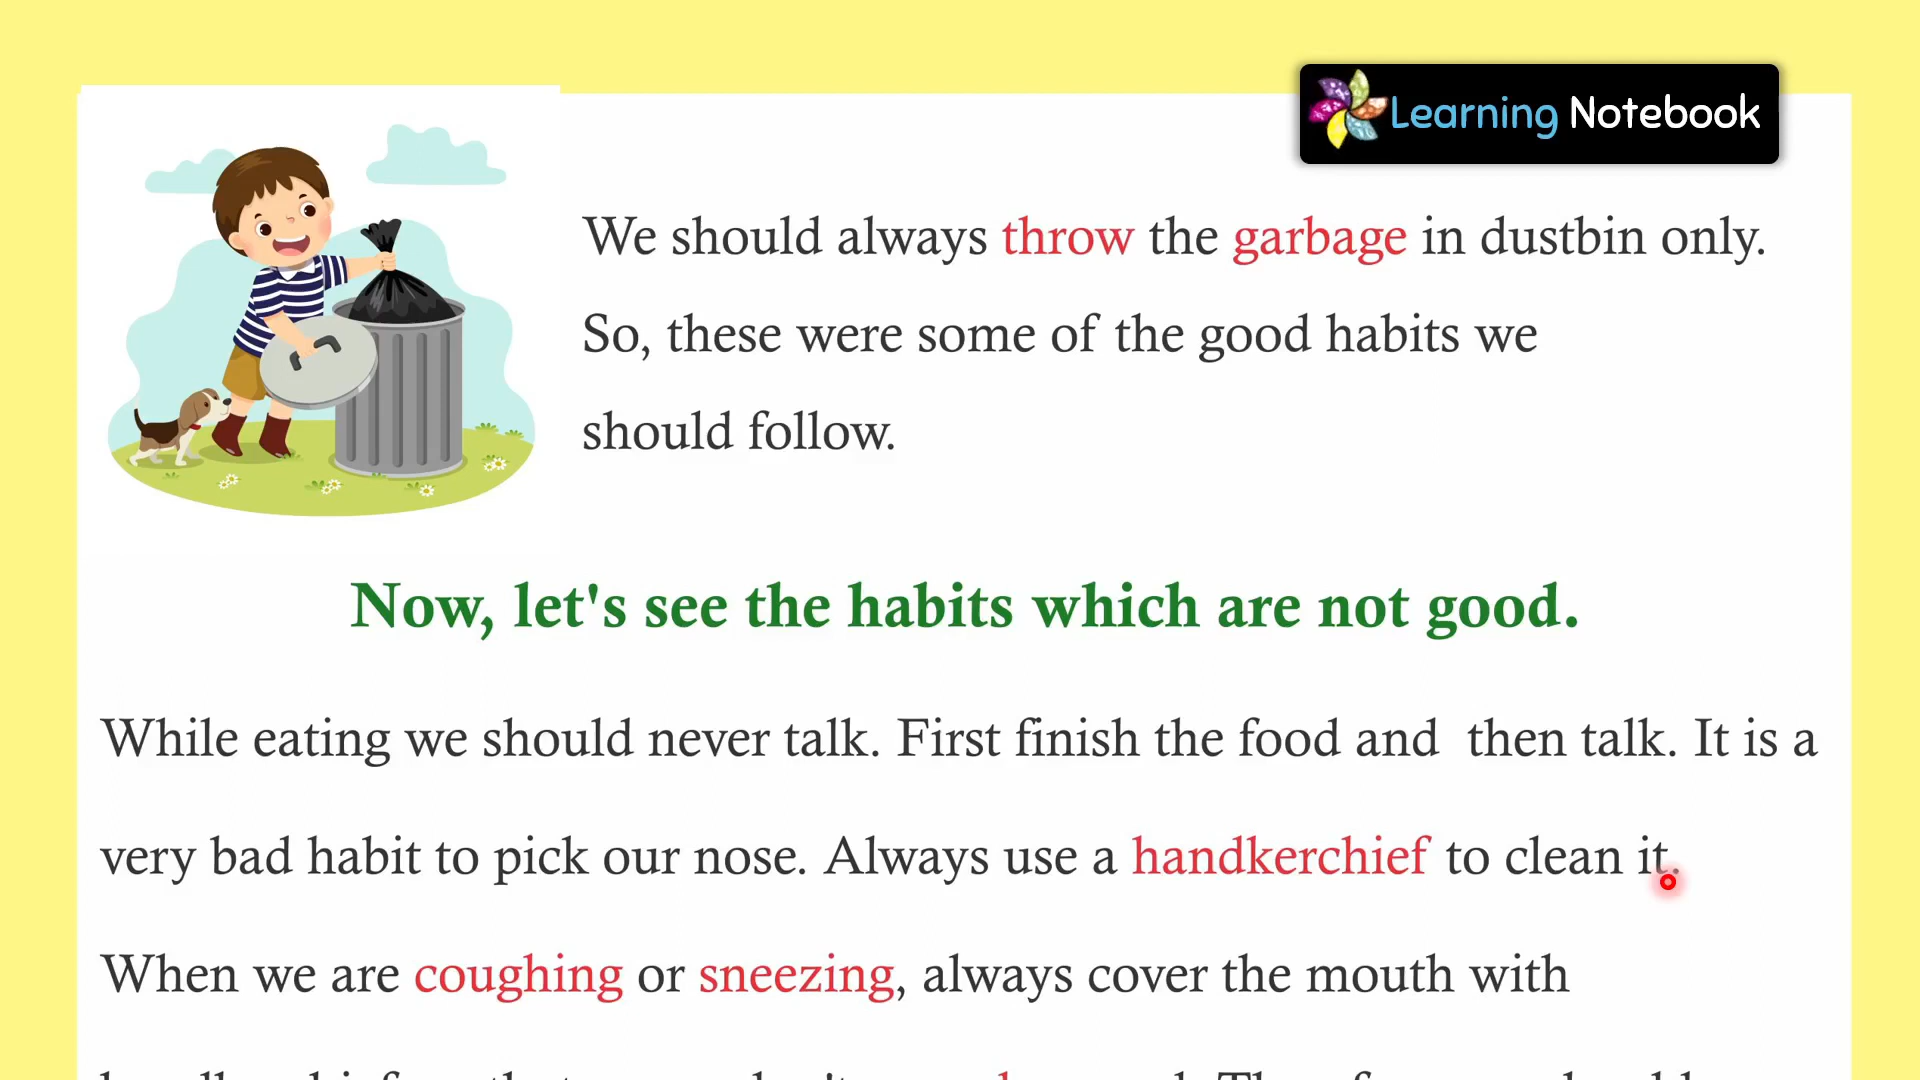 Learning Notebook
We should always throw the garbage in dustbin only.
So, these were some of the good habits we
should follow.
Now, let's see the habits which are not good.
While eating we should never talk. First finish the food and then talk. It is a
very bad habit to pick our nose. Always use a handkerchief to clean it.
When we are coughing or sneezing, always cover the mouth with